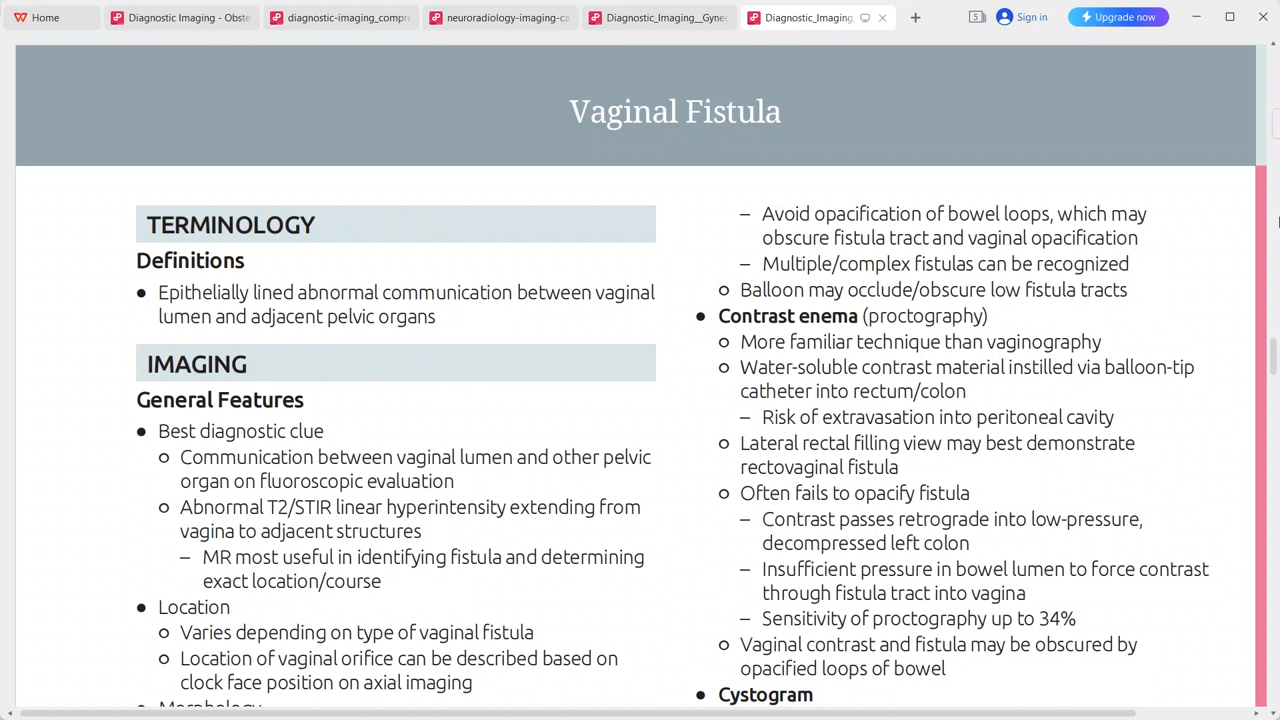 Home
Diagnostic Imaging - Obste
diagnostic-imaging_compr
neuroradiology-imaging-ca
Diagnostic_Imaging__Gynec
Diagnostic_Imaging_
5
Sign in
Upgrade now
Vaginal Fistula
TERMINOLOGY
Definitions
● Epithelially lined abnormal communication between vaginal
lumen and adjacent pelvic organs
IMAGING
General Features
● Best diagnostic clue
○ Communication between vaginal lumen and other pelvic
organ on fluoroscopic evaluation
○ Abnormal T2/STIR linear hyperintensity extending from
vagina to adjacent structures
– MR most useful in identifying fistula and determining
exact location/course
● Location
○ Varies depending on type of vaginal fistula
○ Location of vaginal orifice can be described based on
clock face position on axial imaging
● Morphology
– Avoid opacification of bowel loops, which may
obscure fistula tract and vaginal opacification
– Multiple/complex fistulas can be recognized
○ Balloon may occlude/obscure low fistula tracts
● Contrast enema (proctography)
○ More familiar technique than vaginography
○ Water-soluble contrast material instilled via balloon-tip
catheter into rectum/colon
– Risk of extravasation into peritoneal cavity
○ Lateral rectal filling view may best demonstrate
rectovaginal fistula
○ Often fails to opacify fistula
– Contrast passes retrograde into low-pressure,
decompressed left colon
– Insufficient pressure in bowel lumen to force contrast
through fistula tract into vagina
– Sensitivity of proctography up to 34%
○ Vaginal contrast and fistula may be obscured by
opacified loops of bowel
● Cystogram